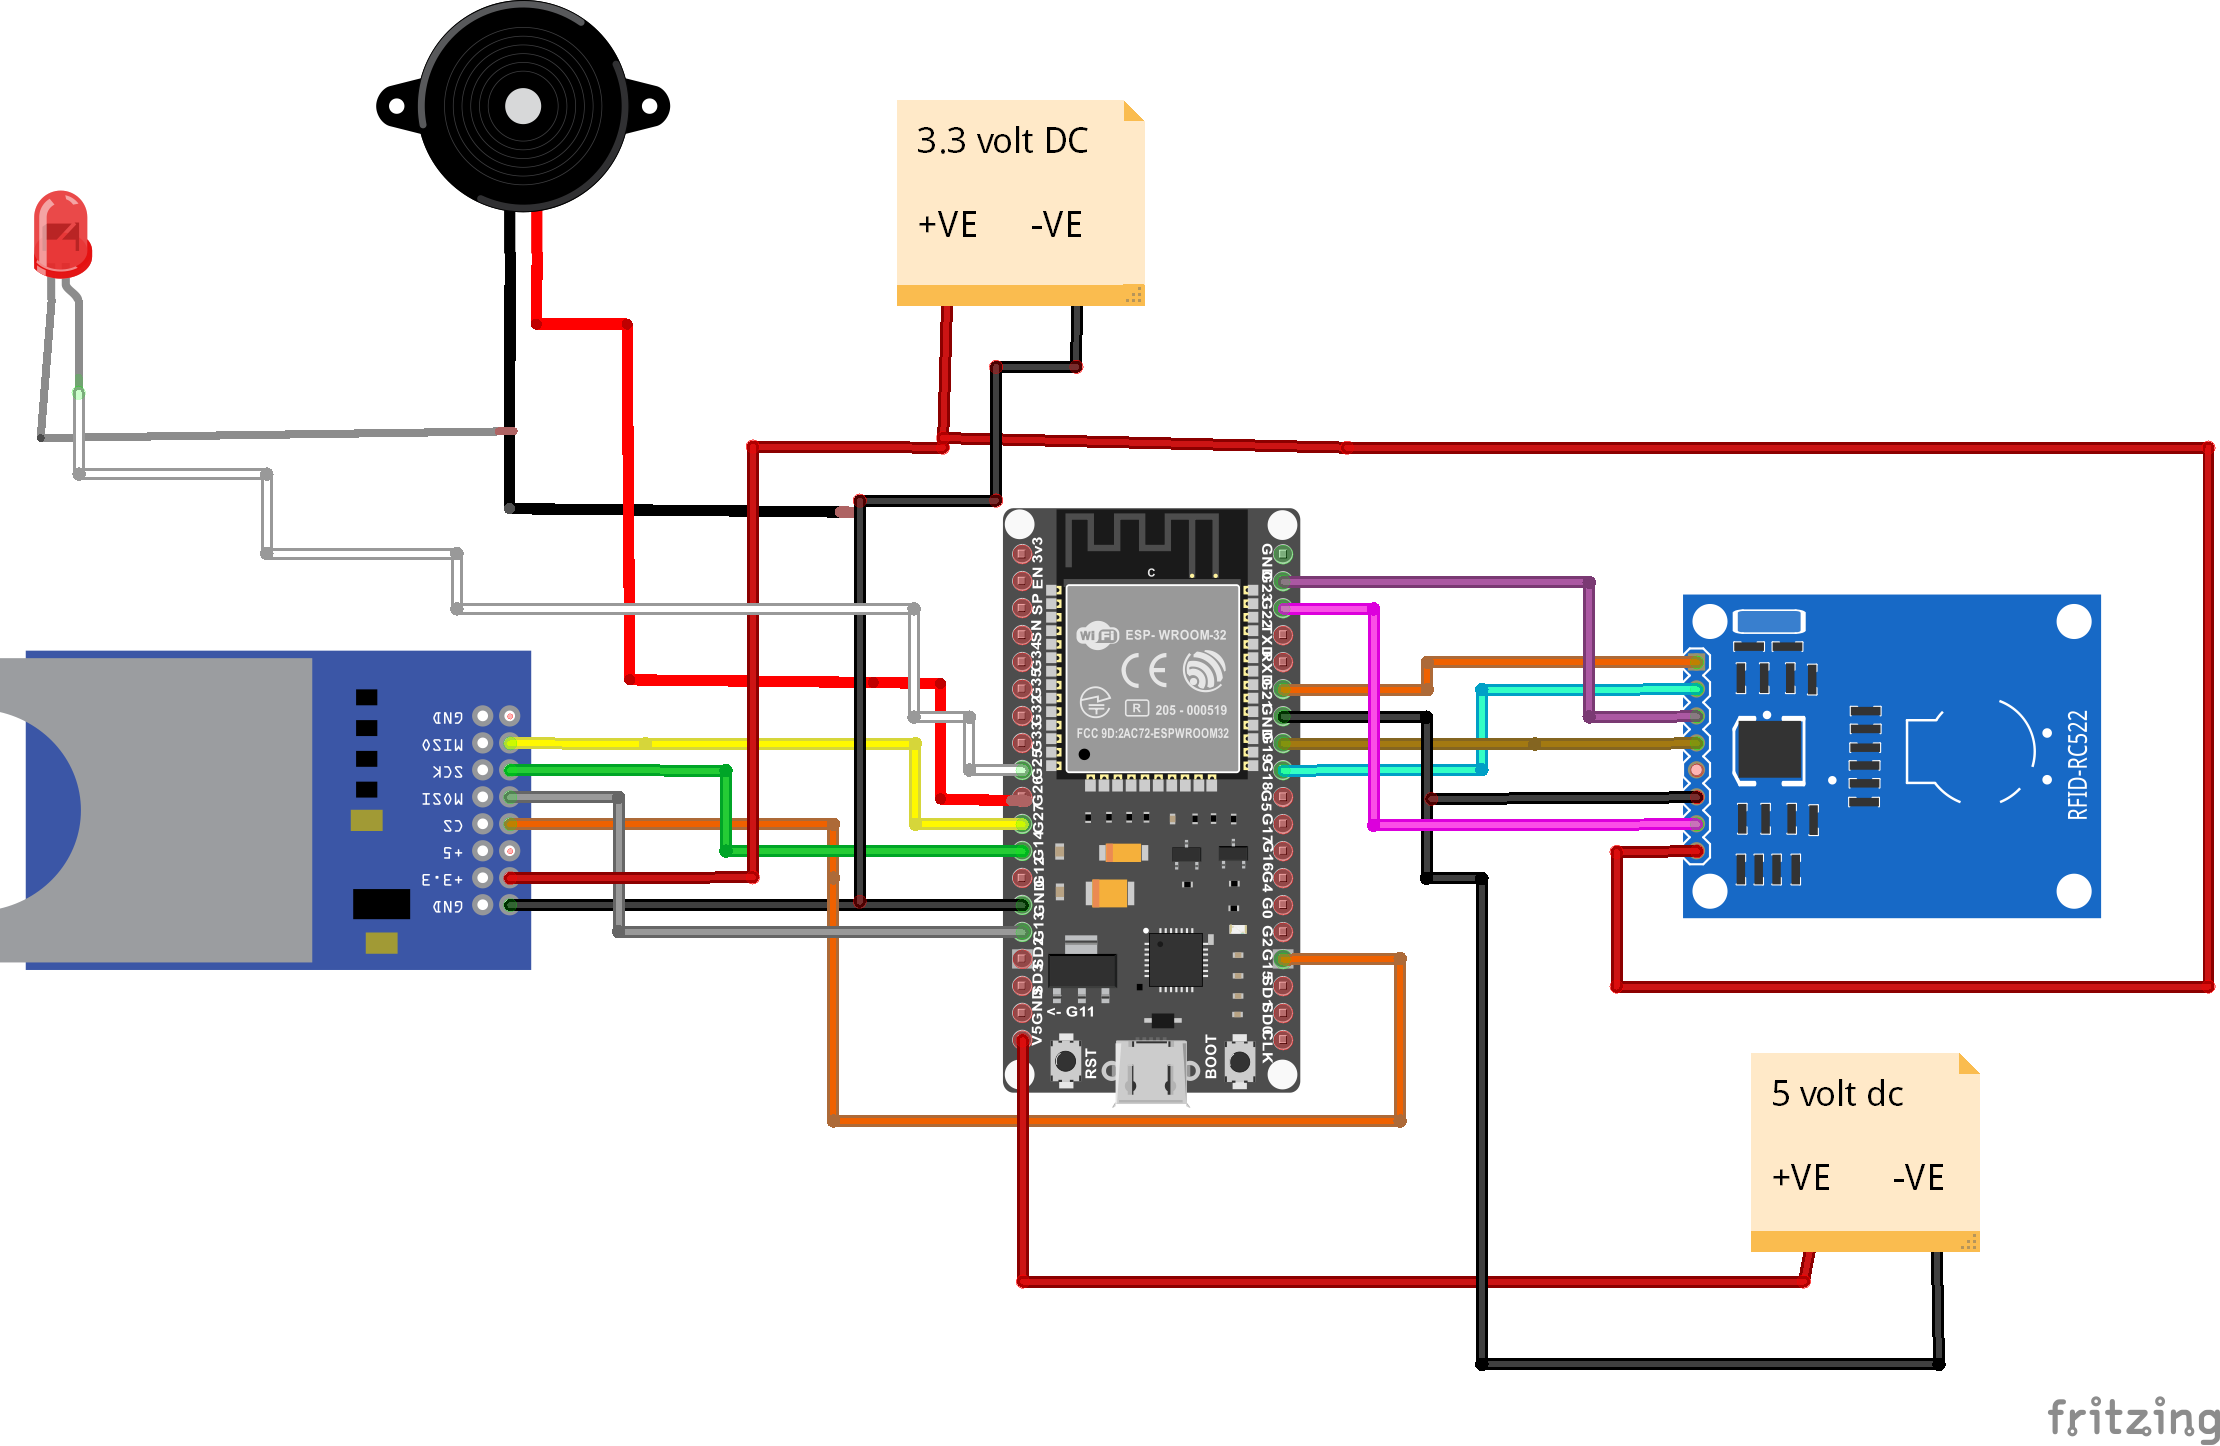 3.3 volt DC
+VE -VE
GND
MISO
SCK
MOSI
CS
+5
+3.3
GND
3v3
EN
SP
SN
G34
G35
G32
G33
G25
G26
G27
G14
G12
GND
G13
SD2
SD3
GND
V5
C
WiFi
ESP- WROOM-32
CE
R
205 - 000519
FCC 9D:2AC72-ESPWROOM32
<- G11
RST
BOOT
GND
G23
G22
TXD
RXD
G21
GND
G19
G18
G5
G17
G16
G4
G0
G2
G15
SD1
SD0
CLK
RFID-RC522
5 volt dc
+VE -VE
fritzing